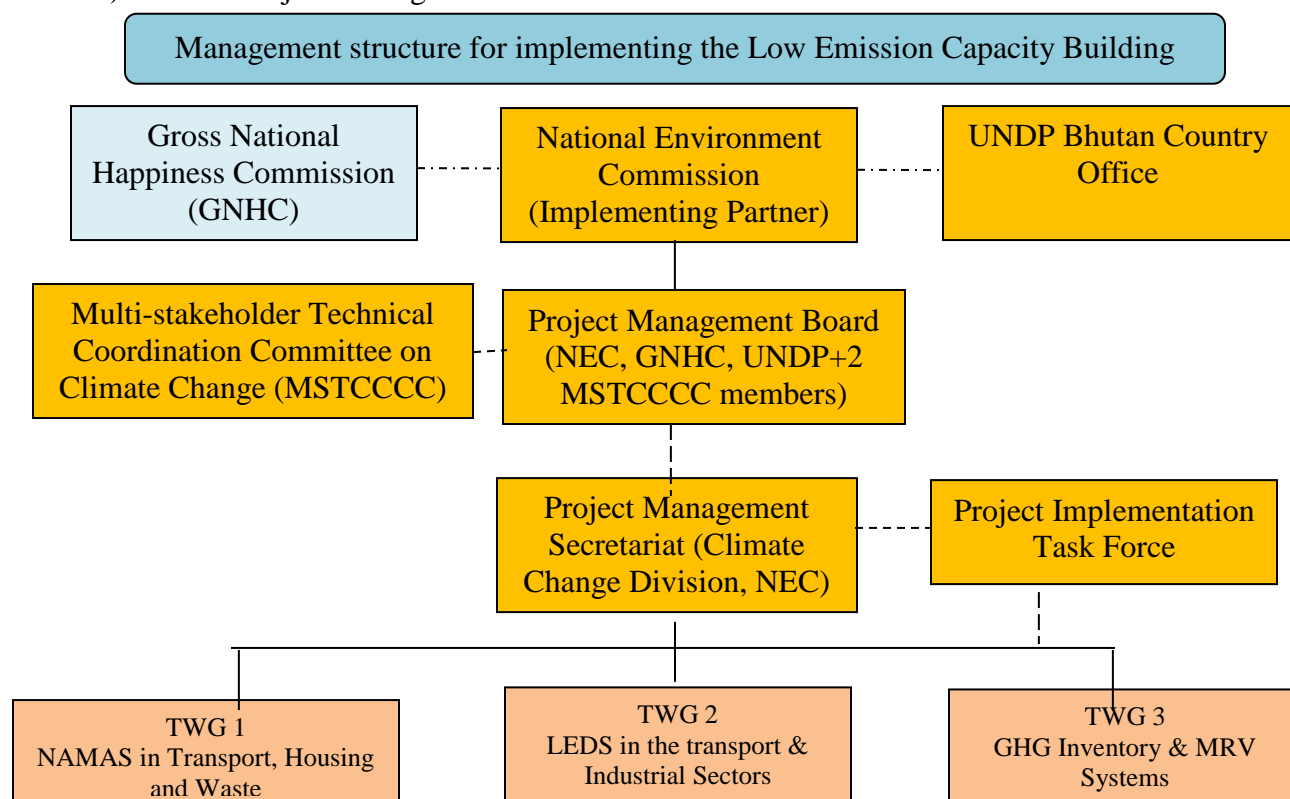 Management structure for implementing the Low Emission Capacity Building
Gross National
Happiness Commission
(GNHC)
National Environment
Commission
(Implementing Partner)
UNDP Bhutan Country
Office
Multi-stakeholder Technical
Coordination Committee on
Climate Change (MSTCCCC)
Project Management Board
(NEC, GNHC, UNDP+2
MSTCCCC members)
Project Management
Secretariat (Climate
Change Division, NEC)
Project Implementation
Task Force
TWG 1
NAMAS in Transport, Housing
and Waste
TWG 2
LEDS in the transport &
Industrial Sectors
TWG 3
GHG Inventory & MRV
Systems